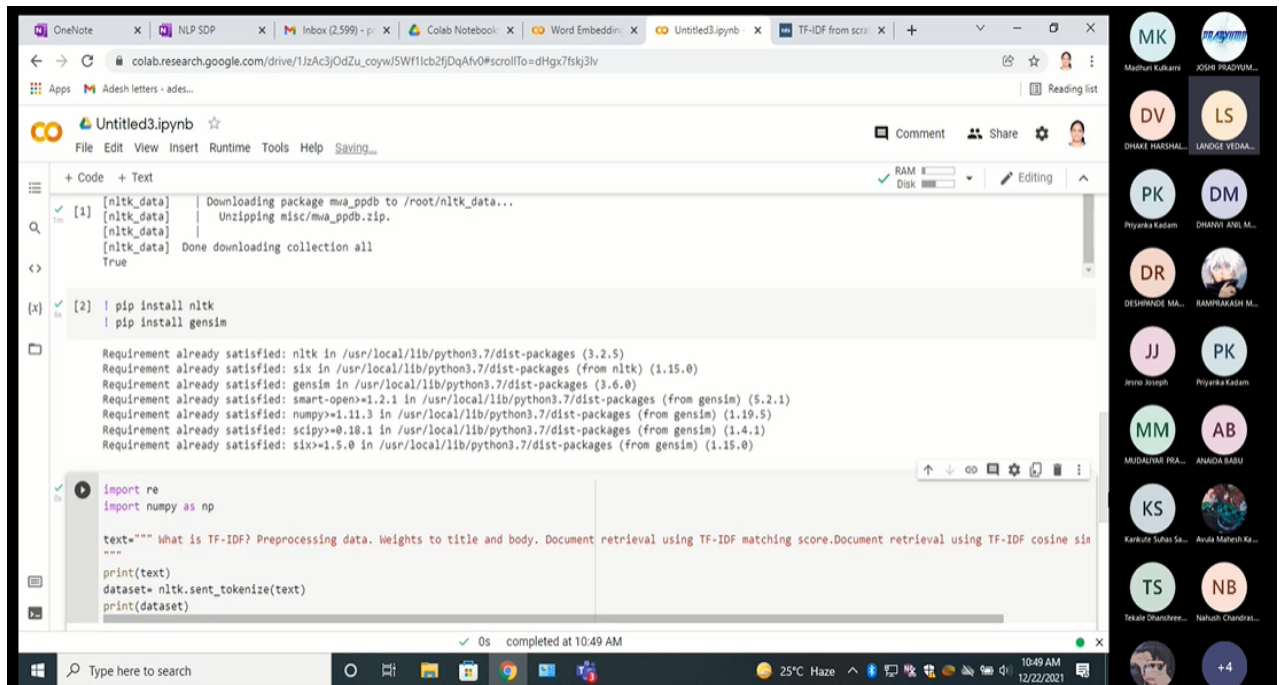 OneNote
NLP SDP
Inbox (2,599) - p
Colab Notebook
Word Embedding
Untitled3.ipynb -
TF-IDF from scra
colab.research.google.com/drive/1JzAc3jOdZu_coywJ5Wf1Icb2fjDqAfv0#scrollTo=dHgx7fskj3Iv
Apps
Adesh letters - ades...
Reading list
Untitled3.ipynb
Comment
Share
File Edit View Insert Runtime Tools Help Saving...
+ Code + Text
RAM
Disk
Editing
[nltk_data] | Downloading package mwa_ppdb to /root/nltk_data...
[1] [nltk_data] | Unzipping misc/mwa_ppdb.zip.
1m
[nltk_data] |
[nltk_data] Done downloading collection all
True
[2] ! pip install nltk
! pip install gensim
Requirement already satisfied: nltk in /usr/local/lib/python3.7/dist-packages (3.2.5)
Requirement already satisfied: six in /usr/local/lib/python3.7/dist-packages (from nltk) (1.15.0)
Requirement already satisfied: gensim in /usr/local/lib/python3.7/dist-packages (3.6.0)
Requirement already satisfied: smart-open>=1.2.1 in /usr/local/lib/python3.7/dist-packages (from gensim) (5.2.1)
Requirement already satisfied: numpy>=1.11.3 in /usr/local/lib/python3.7/dist-packages (from gensim) (1.19.5)
Requirement already satisfied: scipy>=0.18.1 in /usr/local/lib/python3.7/dist-packages (from gensim) (1.4.1)
Requirement already satisfied: six>=1.5.0 in /usr/local/lib/python3.7/dist-packages (from gensim) (1.15.0)
0s
import re
import numpy as np
text=""" What is TF-IDF? Preprocessing data. Weights to title and body. Document retrieval using TF-IDF matching score.Document retrieval using TF-IDF cosine sim
"""
print(text)
dataset= nltk.sent_tokenize(text)
print(dataset)
0s completed at 10:49 AM
Type here to search
25°C Haze
10:49 AM
12/22/2021
MK
Madhuri Kulkarni
JOSHI PRADYUM...
DV
DHAKE HARSHAL...
LS
LANDGE VEDAA...
PK
Priyanka Kadam
DM
DHANVI ANIL M...
DR
DESHPANDE MA...
RAMPRAKASH M...
JJ
Jesno Joseph
PK
Priyanka Kadam
MM
MUDALIYAR PRA...
AB
ANAIDA BABU
KS
Kankute Suhas Sa...
Avula Mahesh Ka...
TS
Tekale Dhanshree...
NB
Nahush Chandras...
+4